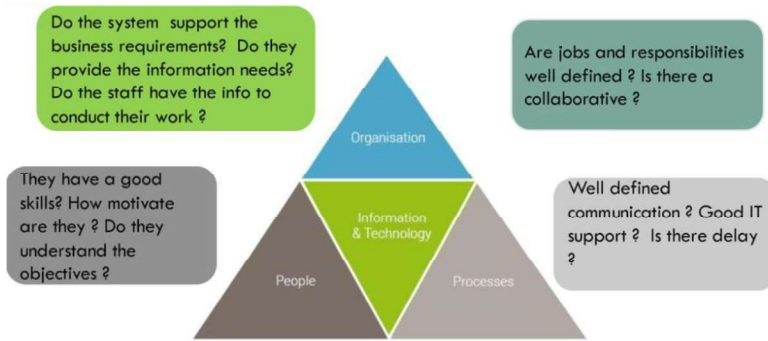 Do the system support the
business requirements? Do they
provide the information needs?
Do the staff have the info to
conduct their work ?
Are jobs and responsibilities
well defined ? Is there a
collaborative ?
Organisation
They have a good
skills? How motivate
are they ? Do they
understand the
objectives ?
Information
& Technology
Well defined
communication ? Good IT
support ? Is there delay
?
People
Processes